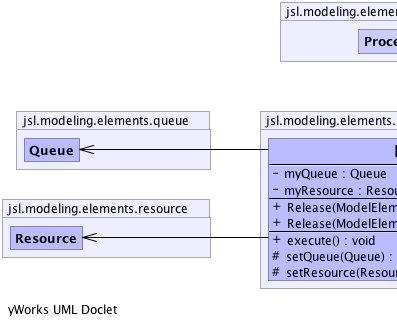 jsl.modeling.elemen
Proce
jsl.modeling.elements.queue
Queue
jsl.modeling.elements.
- myQueue : Queue
- myResource : Resou
jsl.modeling.elements.resource
Resource
+ Release(ModelElem
+ Release(ModelElem
+ execute() : void
# setQueue(Queue) :
# setResource(Resour
yWorks UML Doclet